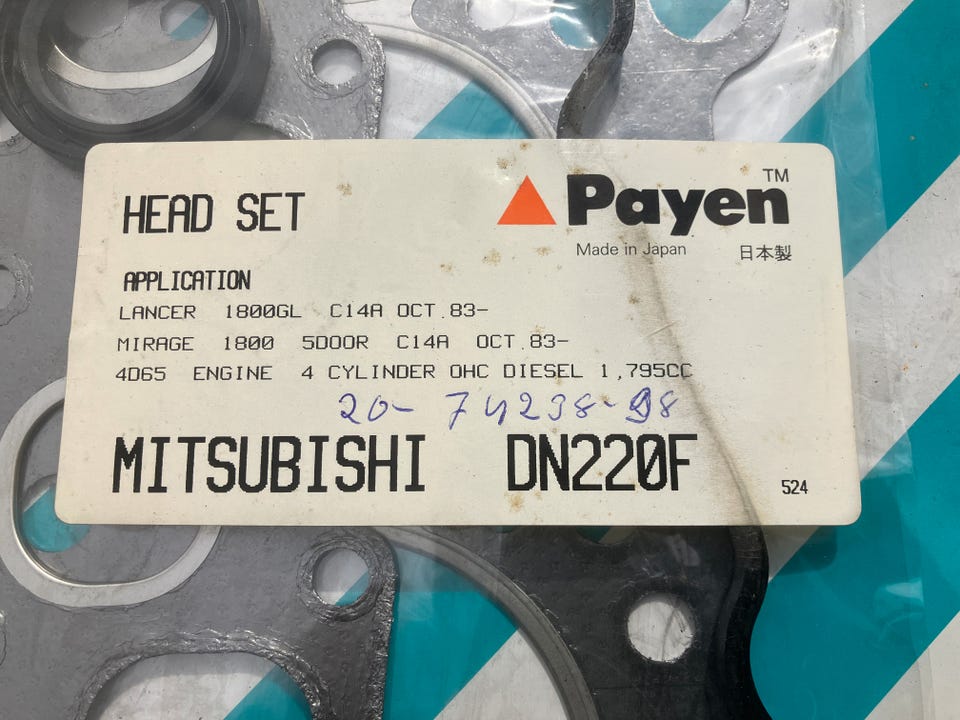 HEAD SET
Payen™
Made in Japan 日本製
APPLICATION
LANCER 1800GL C14A OCT.83-
MIRAGE 1800 5DOOR C14A OCT.83-
4D65 ENGINE 4 CYLINDER OHC DIESEL 1,795CC
20-74238-98
MITSUBISHI DN220F
524